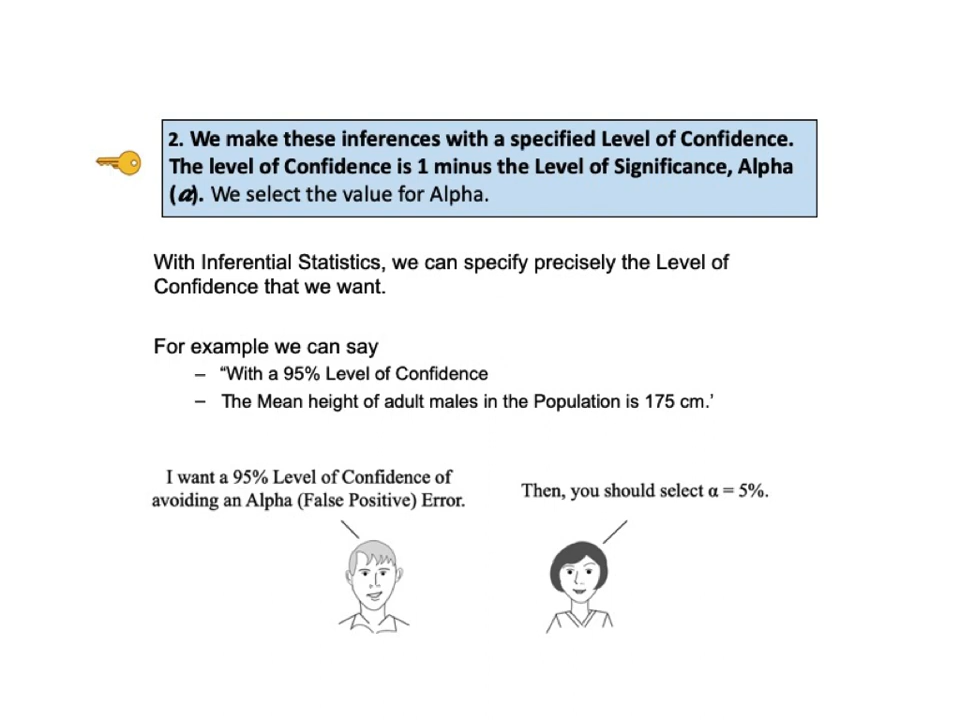 2. We make these inferences with a specified Level of Confidence.
The level of Confidence is 1 minus the Level of Significance, Alpha
(α). We select the value for Alpha.
With Inferential Statistics, we can specify precisely the Level of
Confidence that we want.
For example we can say
– “With a 95% Level of Confidence
– The Mean height of adult males in the Population is 175 cm.’
I want a 95% Level of Confidence of
avoiding an Alpha (False Positive) Error.
Then, you should select α = 5%.